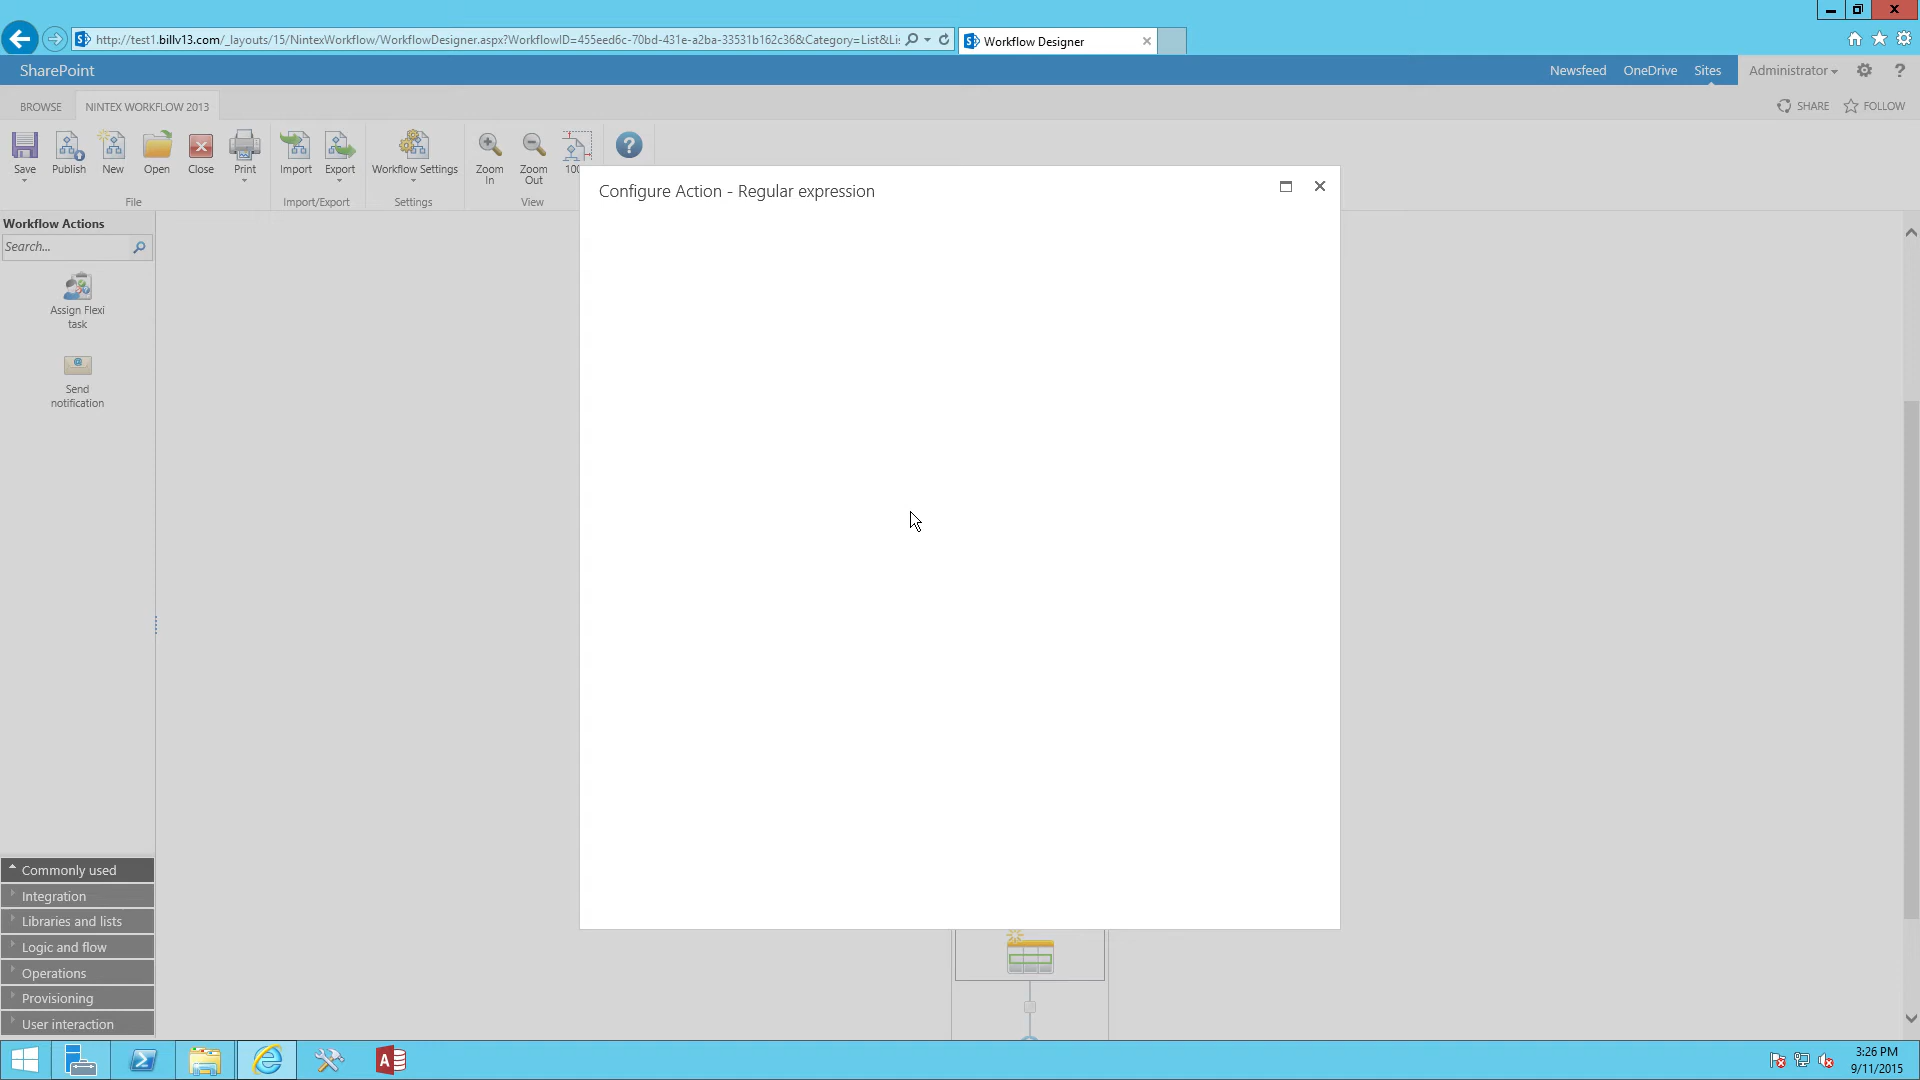 http://test1.billv13.com/_layouts/15/NintexWorkflow/WorkflowDesigner.aspx?WorkflowID=455eed6c-70bd-431e-a2ba-33531b162c36&Category=List&Li
Workflow Designer
SharePoint
Newsfeed OneDrive Sites Administrator ?
BROWSE NINTEX WORKFLOW 2013
SHARE FOLLOW
Save Publish New Open Close Print Import Export Workflow Settings Zoom In Zoom Out 100
File Import/Export Settings View
Configure Action - Regular expression
Workflow Actions
Search...
Assign Flexi
task
Send
notification
Commonly used
Integration
Libraries and lists
Logic and flow
Operations
Provisioning
User interaction
3:26 PM
9/11/2015